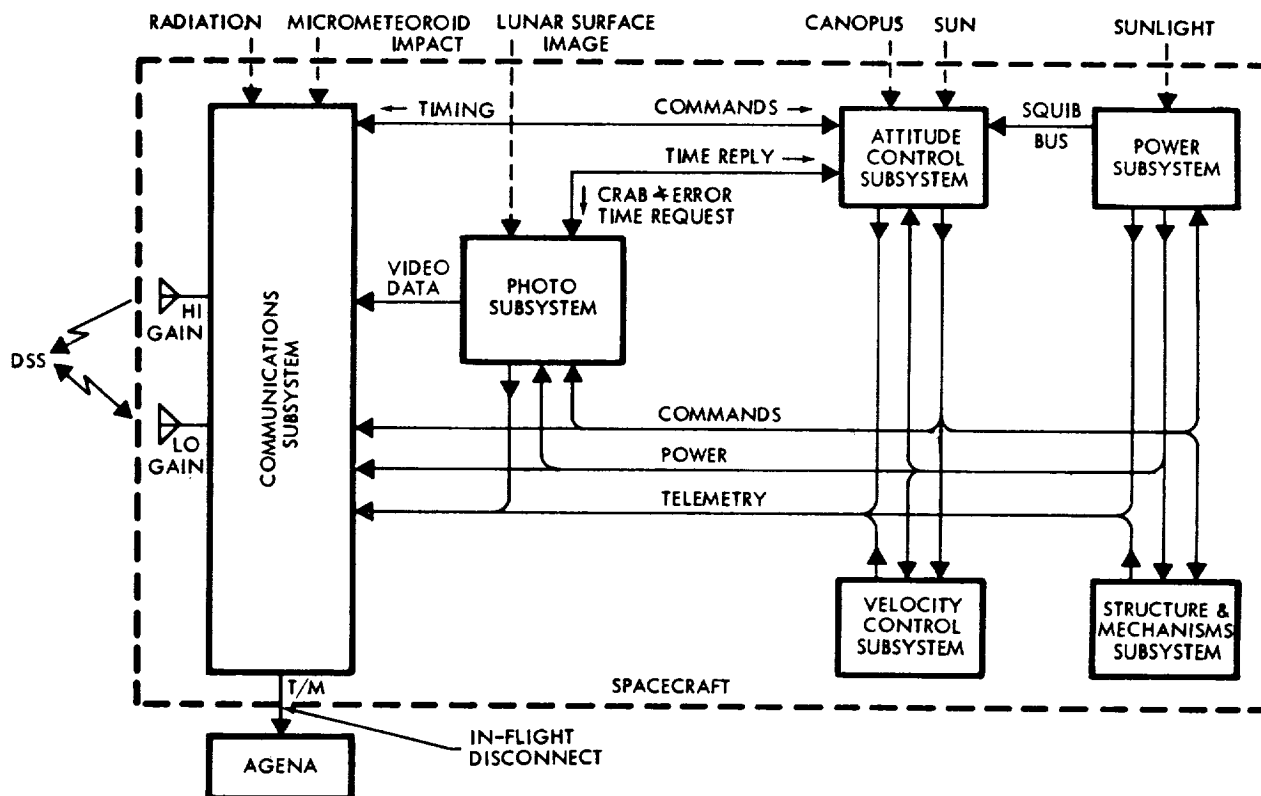 RADIATION
MICROMETEOROID
IMPACT
LUNAR SURFACE
IMAGE
CANOPUS
SUN
SUNLIGHT
← TIMING
COMMANDS →
SQUIB
BUS
ATTITUDE
CONTROL
SUBSYSTEM
POWER
SUBSYSTEM
TIME REPLY →
↓ CRAB ∡ ERROR
TIME REQUEST
VIDEO
DATA
PHOTO
SUBSYSTEM
COMMUNICATIONS
SUBSYSTEM
HI
GAIN
DSS
LO
GAIN
COMMANDS
POWER
TELEMETRY
VELOCITY
CONTROL
SUBSYSTEM
STRUCTURE &
MECHANISMS
SUBSYSTEM
T/M
SPACECRAFT
IN-FLIGHT
DISCONNECT
AGENA